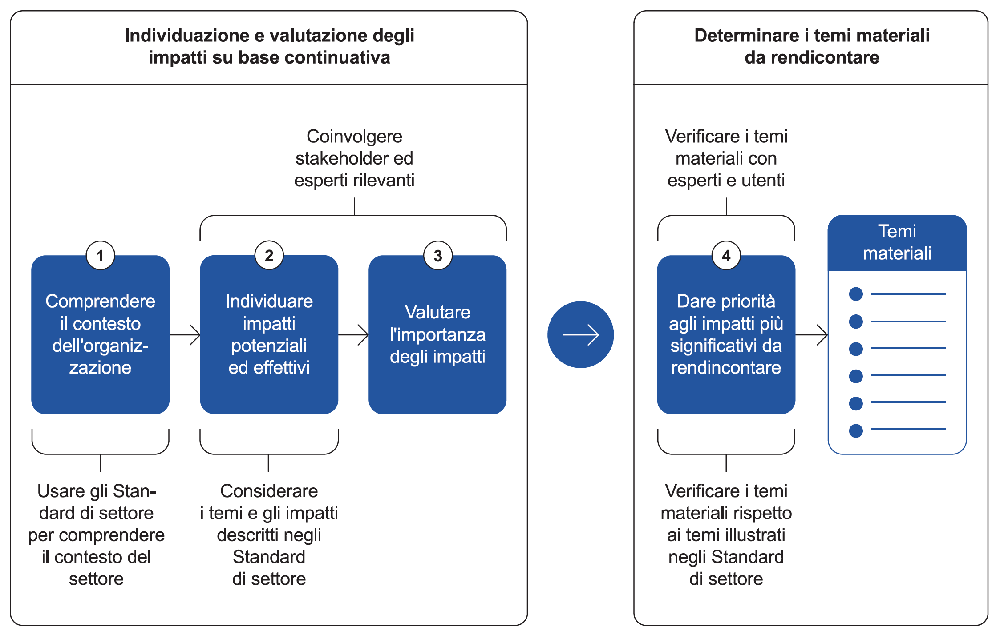 Individuazione e valutazione degli
impatti su base continuativa
Coinvolgere
stakeholder ed
esperti rilevanti
1
Comprendere
il contesto
dell'organiz-
zazione
2
Individuare
impatti
potenziali
ed effettivi
3
Valutare
l'importanza
degli impatti
Usare gli Stan-
dard di settore
per comprendere
il contesto del
settore
Considerare
i temi e gli impatti
descritti negli
Standard
di settore
Determinare i temi materiali
da rendicontare
Verificare i temi
materiali con
esperti e utenti
4
Dare priorità
agli impatti più
significativi da
rendincontare
Temi
materiali
Verificare i temi
materiali rispetto
ai temi illustrati
negli Standard
di settore